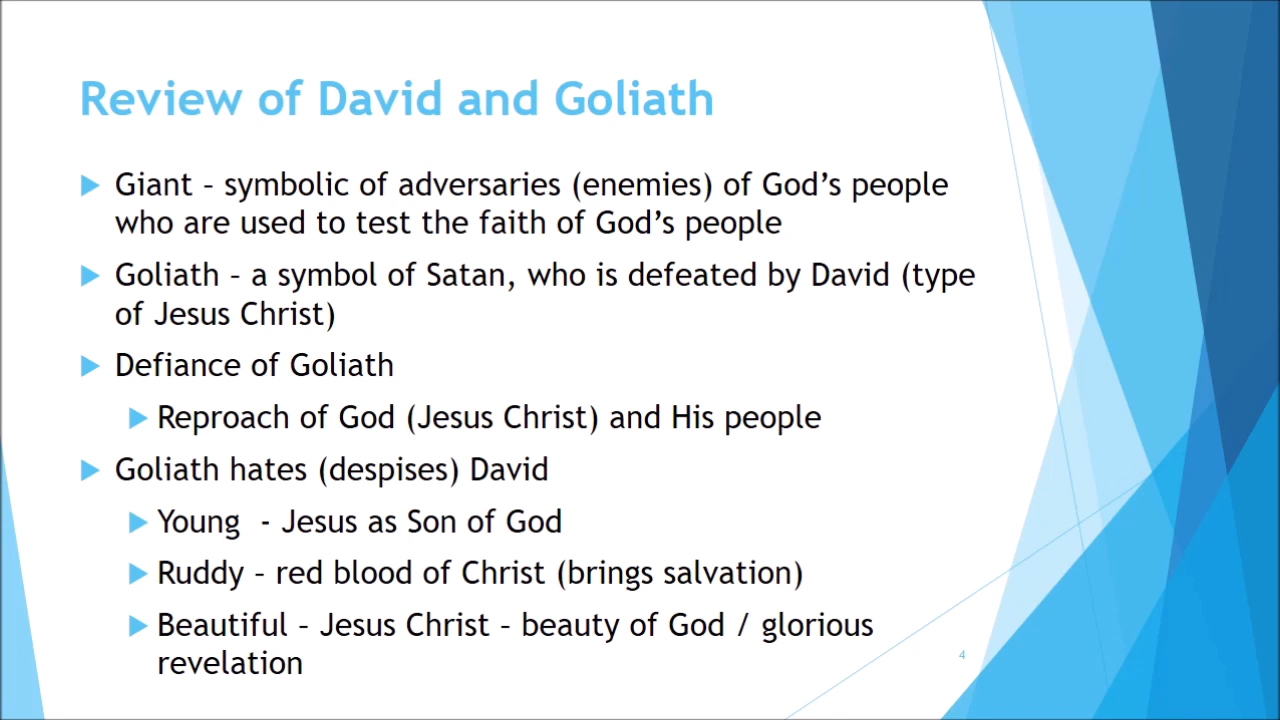 Review of David and Goliath
Giant – symbolic of adversaries (enemies) of God’s people
who are used to test the faith of God’s people
Goliath – a symbol of Satan, who is defeated by David (type
of Jesus Christ)
Defiance of Goliath
Reproach of God (Jesus Christ) and His people
Goliath hates (despises) David
Young  - Jesus as Son of God
Ruddy – red blood of Christ (brings salvation)
Beautiful – Jesus Christ – beauty of God / glorious
revelation
4